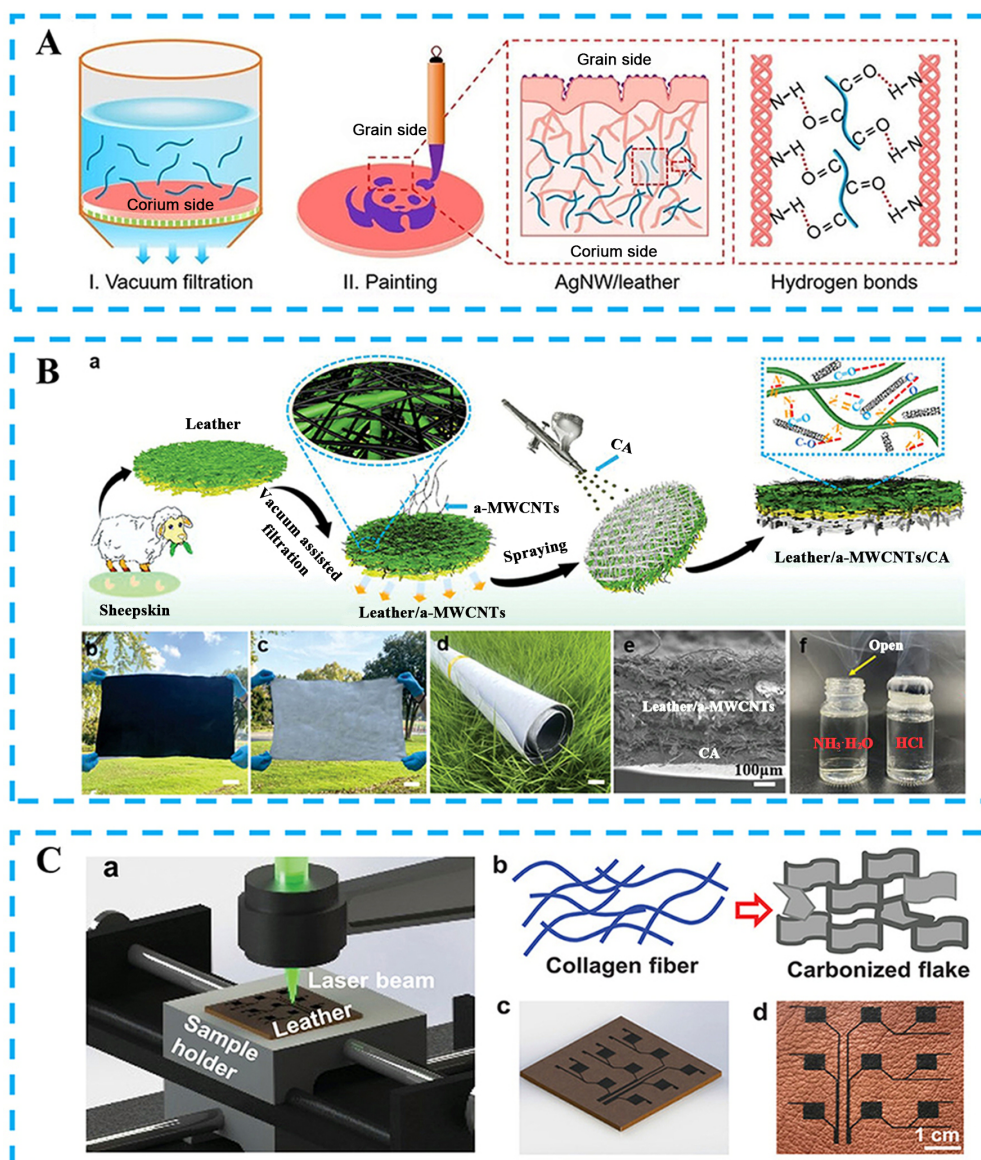 A
Grain side
Grain side
Corium side
Corium side
I. Vacuum filtration
II. Painting
AgNW/leather
Hydrogen bonds
N-H
O=C
C=O
H-N
N-H
O=C
C=O
H-N
N-H
O=C
C=O
H-N
B
a
Leather
Vacuum assisted
filtration
a-MWCNTs
Sheepskin
Leather/a-MWCNTs
Spraying
CA
Leather/a-MWCNTs/CA
C=O
C=O
C-O
b
c
d
e
Leather/a-MWCNTs
CA
100μm
f
Open
NH₃·H₂O
HCl
C
a
Laser beam
Leather
Sample
holder
b
Collagen fiber
Carbonized flake
c
d
1 cm